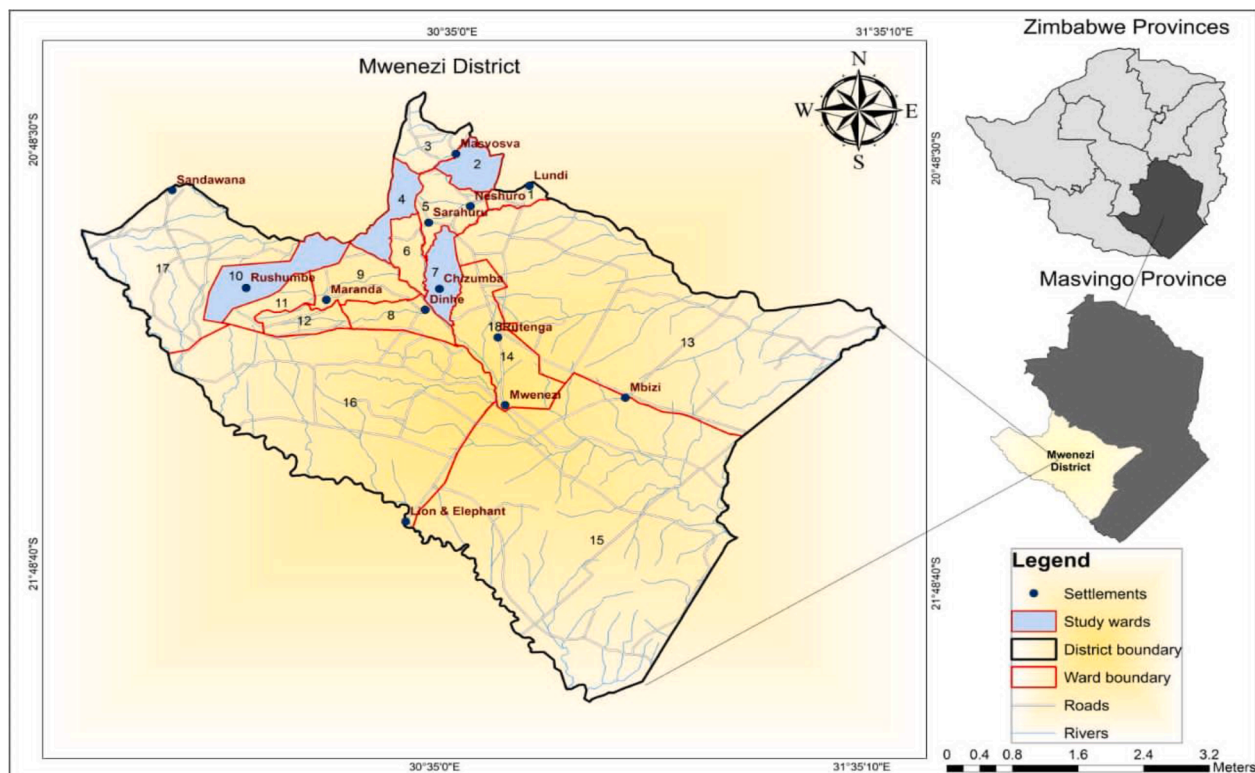 30°35'0"E
31°35'10"E
Zimbabwe Provinces
Mwenezi District
N
W
E
S
20°48'30"S
20°48'30"S
3
Masvosva
2
Sandawana
Lundi
1
4
5
Neshuro
Sarahuru
6
17
10
Rushumbe
9
7
Chizumba
Masvingo Province
11
Maranda
Dinhe
12
8
18
Rutenga
13
14
16
Mwenezi
Mbizi
Mwenezi
District
Lion & Elephant
15
21°48'40"S
21°48'40"S
Legend
Settlements
Study wards
District boundary
Ward boundary
Roads
Rivers
0 0.4 0.8 1.6 2.4 3.2
Meters
30°35'0"E
31°35'10"E